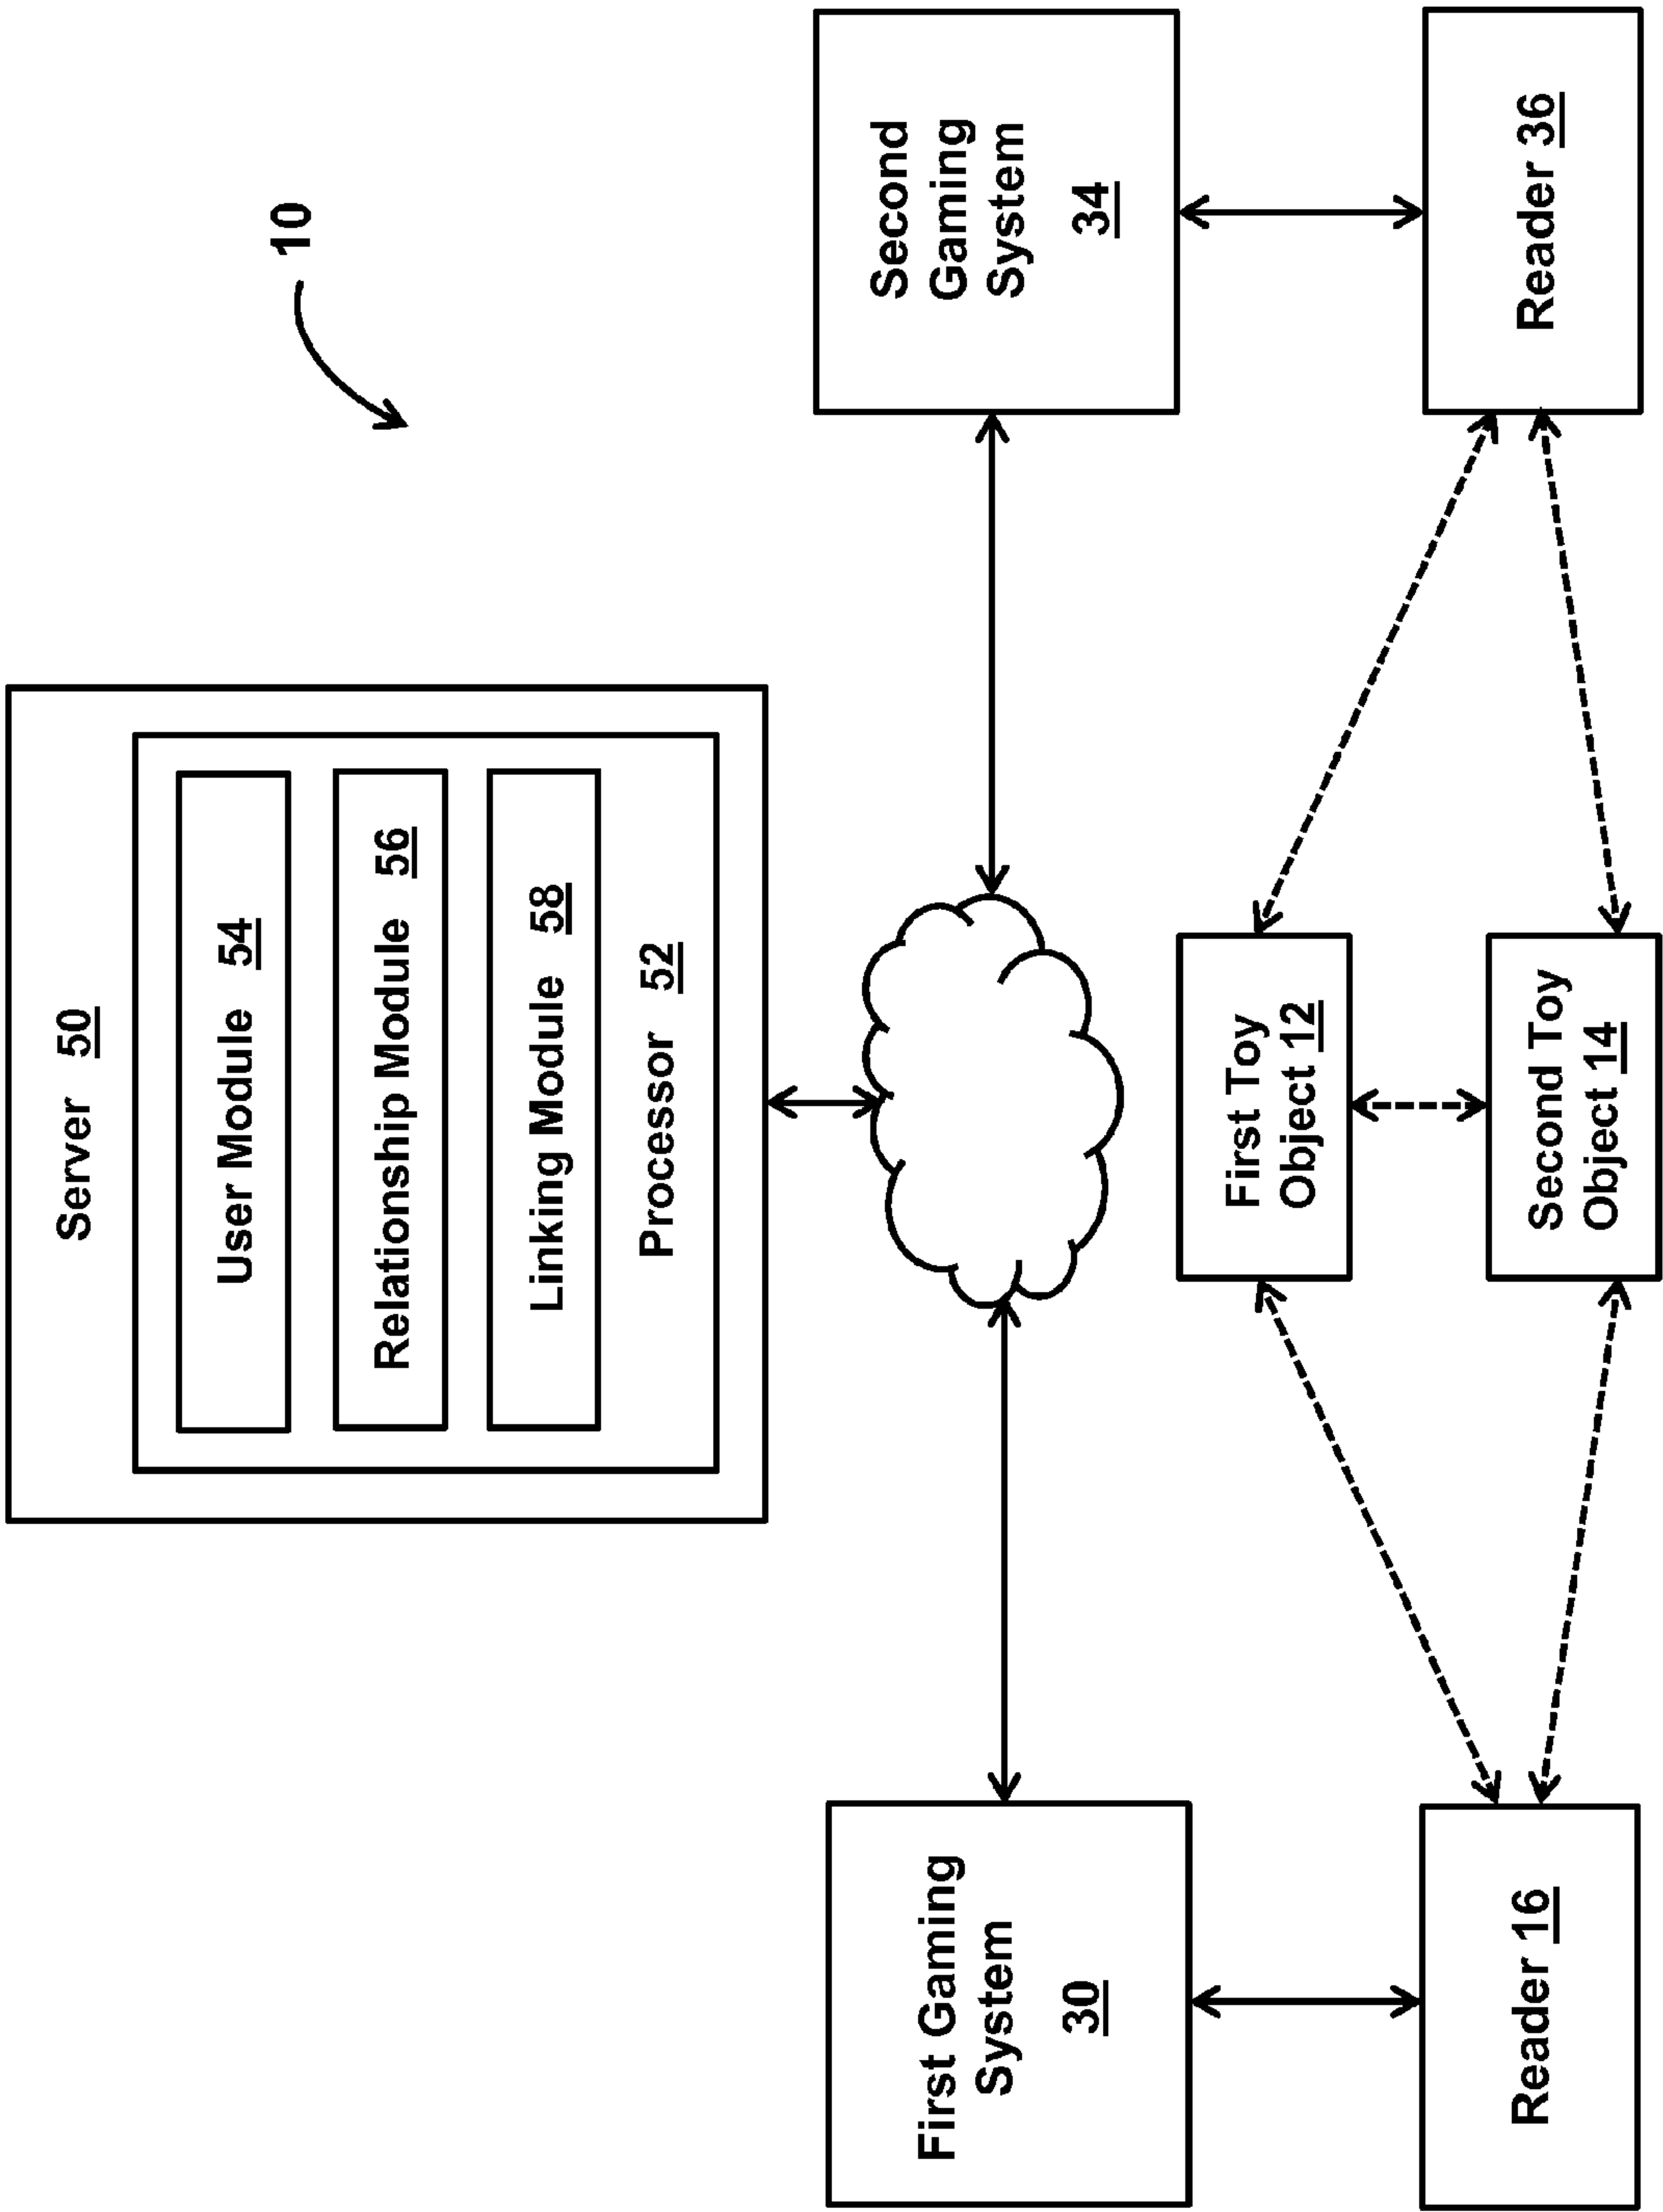 10
Server 50
User Module 54
Relationship Module 56
Linking Module 58
Processor 52
First Gaming
System
30
Second
Gaming
System
34
First Toy
Object 12
Second Toy
Object 14
Reader 16
Reader 36